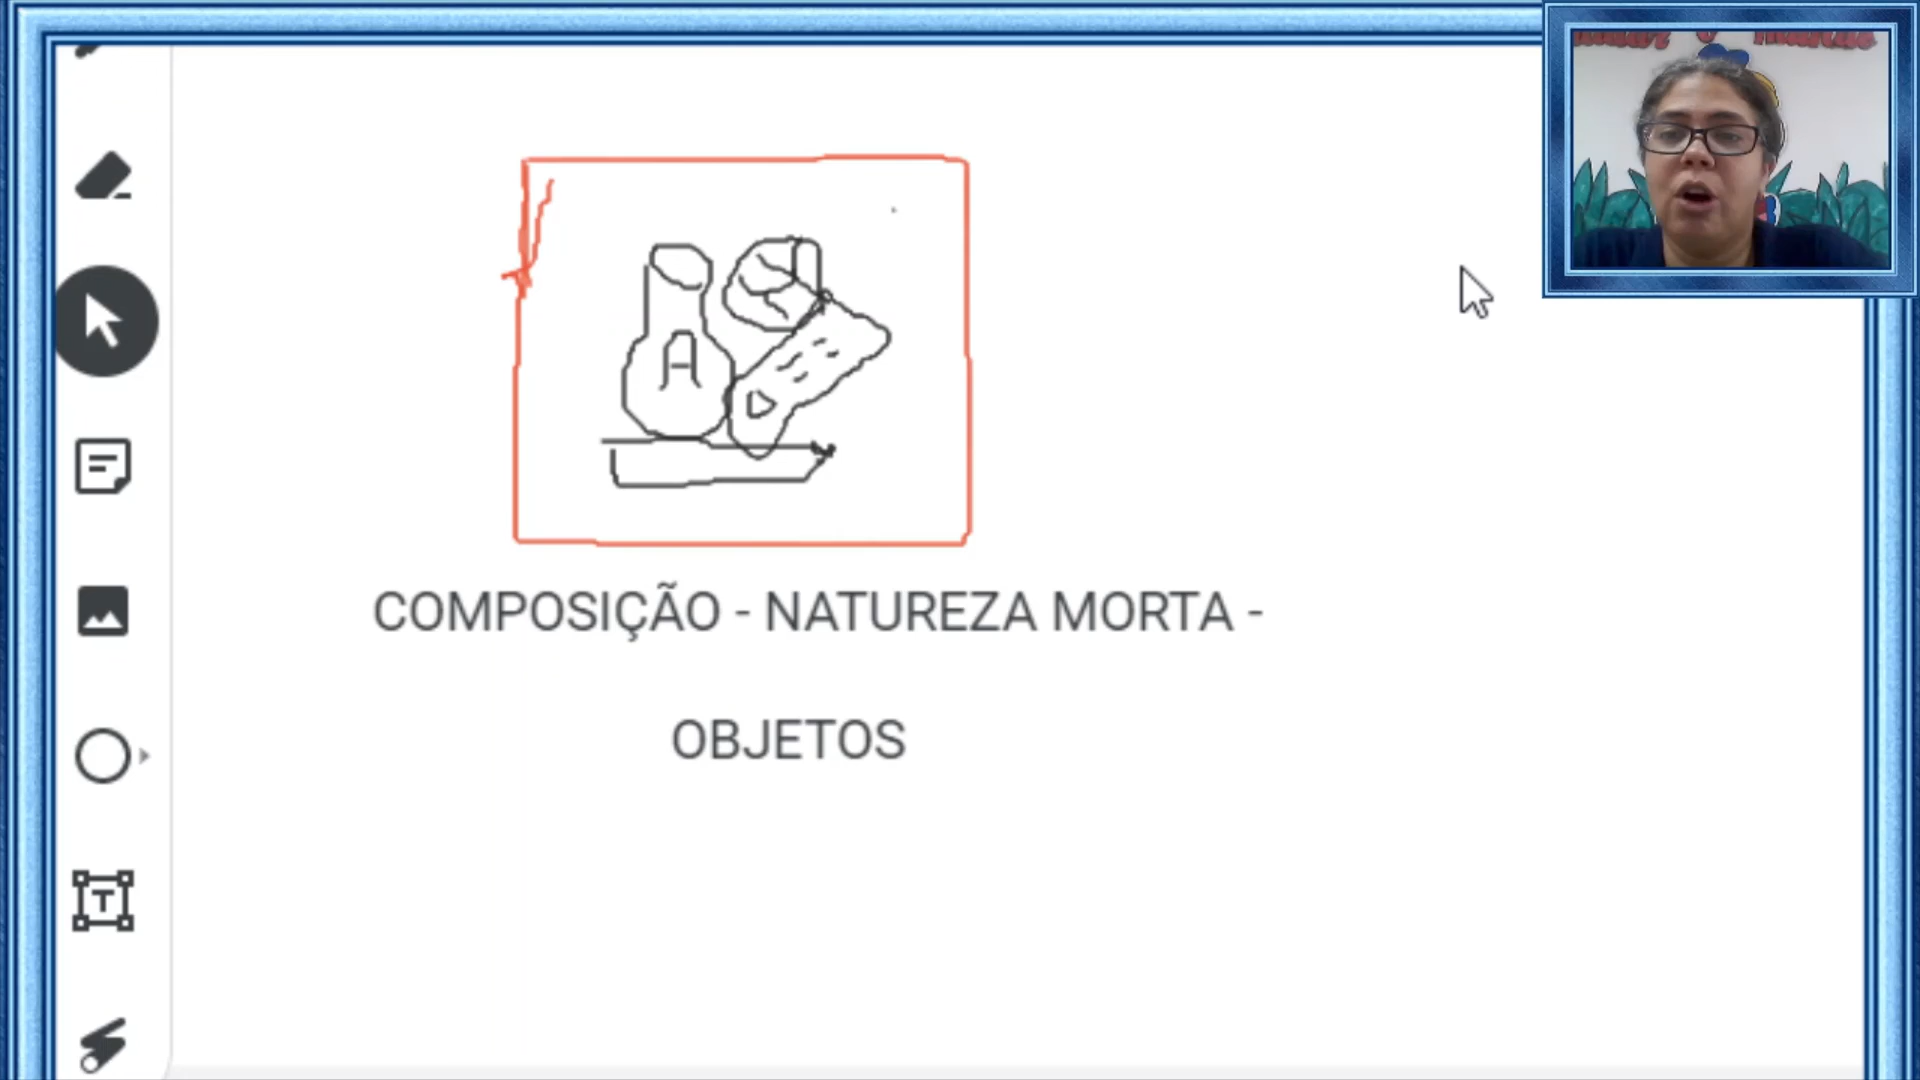 A
COMPOSIÇÃO - NATUREZA MORTA -
OBJETOS